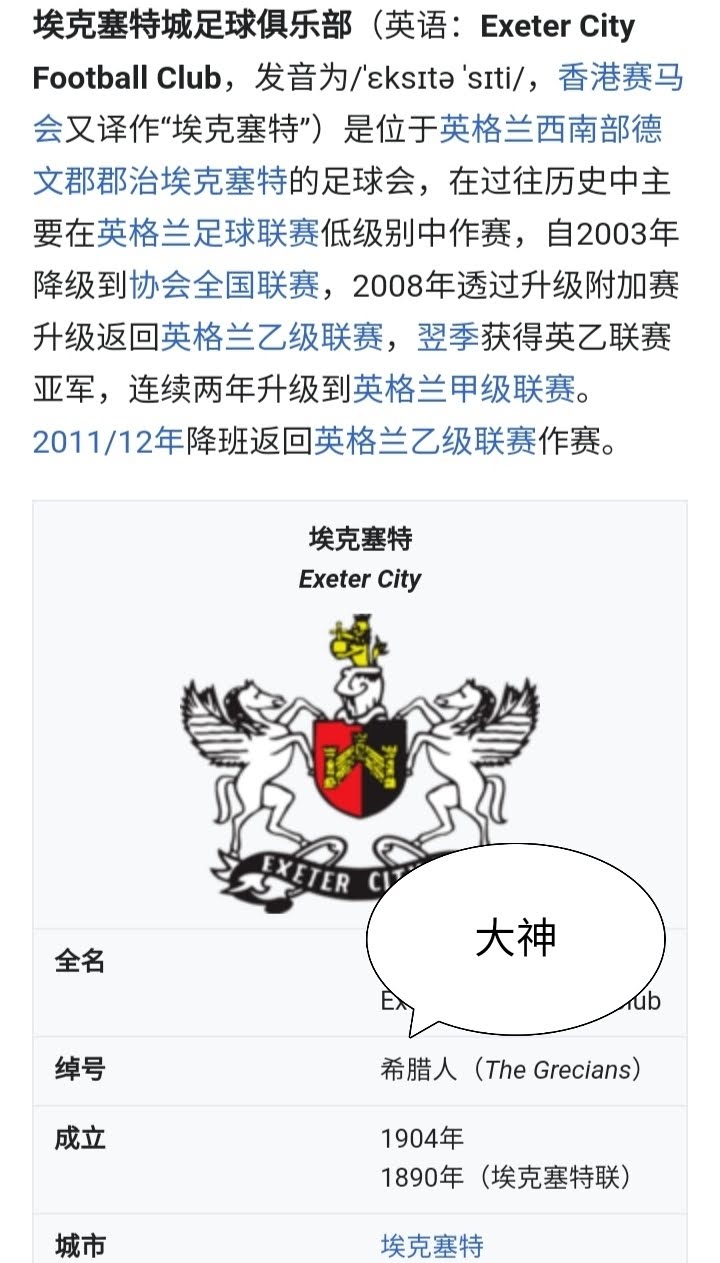 埃克塞特城足球俱乐部（英语：Exeter City
Football Club，发音为/ˈɛksɪtə ˈsɪti/，香港赛马
会又译作“埃克塞特”）是位于英格兰西南部德
文郡郡治埃克塞特的足球会，在过往历史中主
要在英格兰足球联赛低级别中作赛，自2003年
降级到协会全国联赛，2008年透过升级附加赛
升级返回英格兰乙级联赛，翌季获得英乙联赛
亚军，连续两年升级到英格兰甲级联赛。
2011/12年降班返回英格兰乙级联赛作赛。
埃克塞特
Exeter City
EXETER
大神
全名
绰号
希腊人（The Grecians）
成立
1904年
1890年（埃克塞特联）
城市
埃克塞特